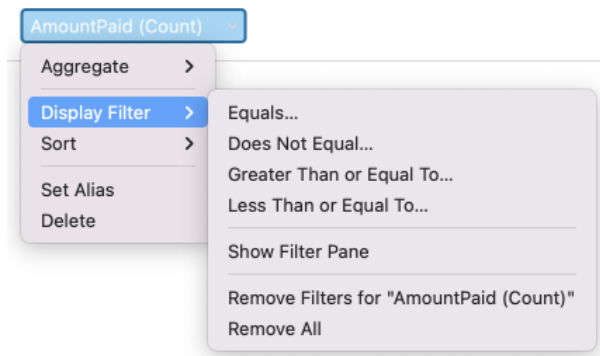 AmountPaid (Count)
Aggregate
Display Filter
Sort
Set Alias
Delete
Equals...
Does Not Equal...
Greater Than or Equal To...
Less Than or Equal To...
Show Filter Pane
Remove Filters for "AmountPaid (Count)"
Remove All